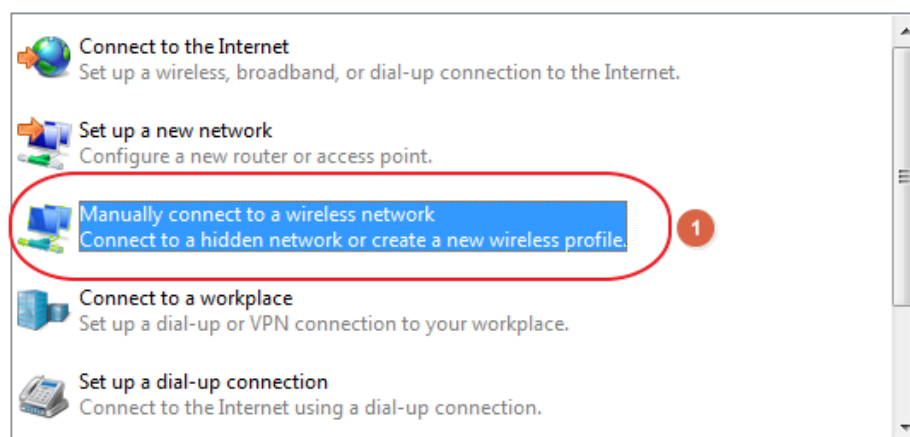 Connect to the Internet
Set up a wireless, broadband, or dial-up connection to the Internet.
Set up a new network
Configure a new router or access point.
Manually connect to a wireless network
Connect to a hidden network or create a new wireless profile.
1
Connect to a workplace
Set up a dial-up or VPN connection to your workplace.
Set up a dial-up connection
Connect to the Internet using a dial-up connection.